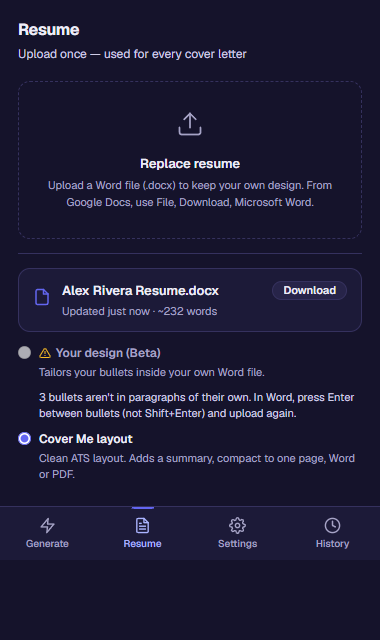 Resume
Upload once — used for every cover letter
Replace resume
Upload a Word file (.docx) to keep your own design. From
Google Docs, use File, Download, Microsoft Word.
Alex Rivera Resume.docx
Download
Updated just now · ~232 words
Your design (Beta)
Tailors your bullets inside your own Word file.
3 bullets aren't in paragraphs of their own. In Word, press Enter
between bullets (not Shift+Enter) and upload again.
Cover Me layout
Clean ATS layout. Adds a summary, compact to one page, Word
or PDF.
Generate
Resume
Settings
History